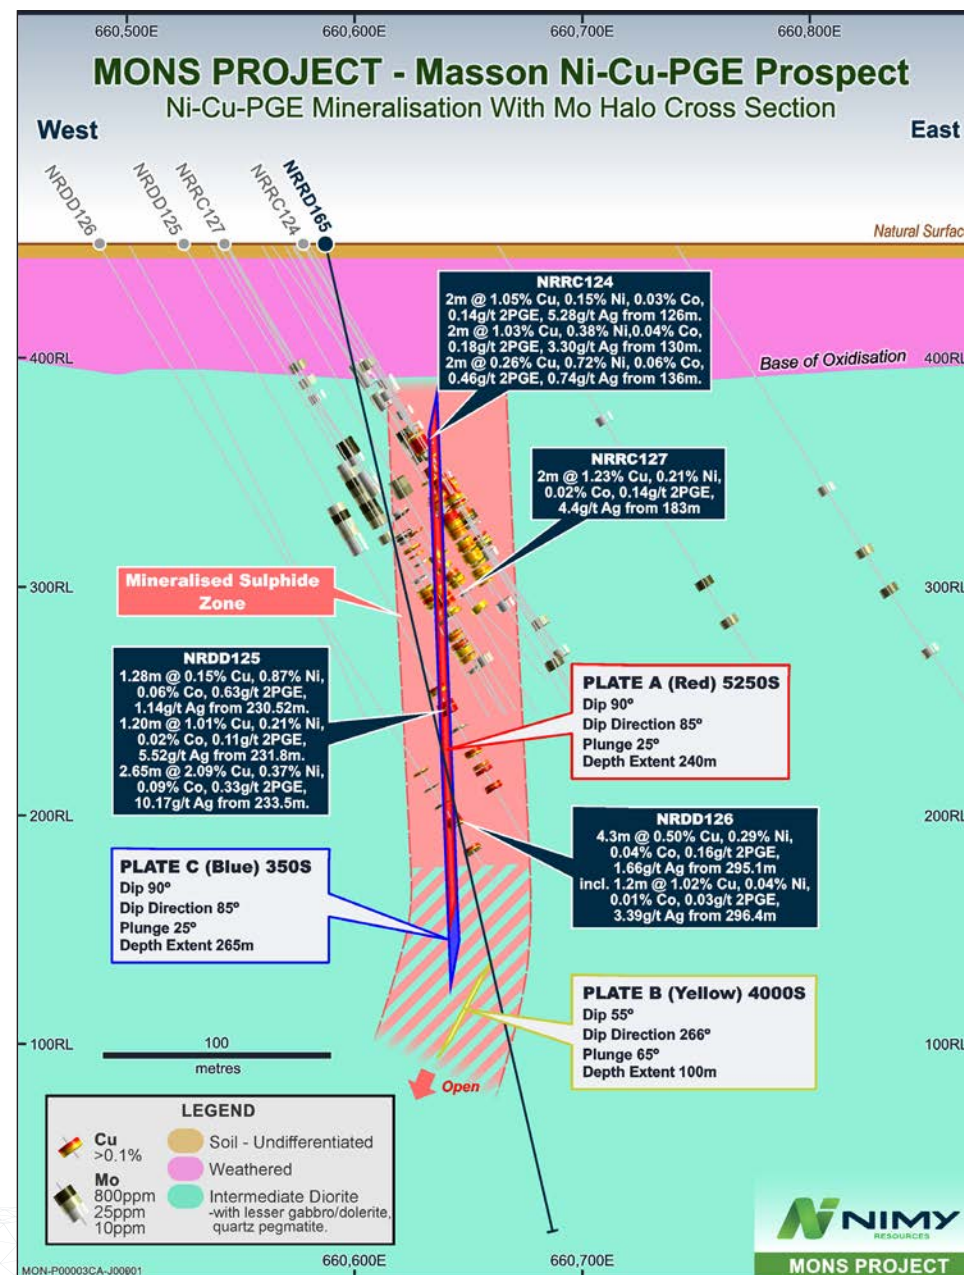 660,500E
660,600E
660,700E
660,800E
MONS PROJECT - Masson Ni-Cu-PGE Prospect
Ni-Cu-PGE Mineralisation With Mo Halo Cross Section
West
East
NRDD126
NRDD125
NRRC127
NRRC124
NRRD165
Natural Surfac
NRRC124
2m @ 1.05% Cu, 0.15% Ni, 0.03% Co,
0.14g/t 2PGE, 5.28g/t Ag from 126m.
2m @ 1.03% Cu, 0.38% Ni,0.04% Co,
0.18g/t 2PGE, 3.30g/t Ag from 130m.
2m @ 0.26% Cu, 0.72% Ni, 0.06% Co,
0.46g/t 2PGE, 0.74g/t Ag from 136m.
400RL
Base of Oxidisation
400RL
NRRC127
2m @ 1.23% Cu, 0.21% Ni,
0.02% Co, 0.14g/t 2PGE,
4.4g/t Ag from 183m
300RL
300RL
Mineralised Sulphide
Zone
NRDD125
1.28m @ 0.15% Cu, 0.87% Ni,
0.06% Co, 0.63g/t 2PGE,
1.14g/t Ag from 230.52m.
1.20m @ 1.01% Cu, 0.21% Ni,
0.02% Co, 0.11g/t 2PGE,
5.52g/t Ag from 231.8m.
2.65m @ 2.09% Cu, 0.37% Ni,
0.09% Co, 0.33g/t 2PGE,
10.17g/t Ag from 233.5m.
PLATE A (Red) 5250S
Dip 90º
Dip Direction 85º
Plunge 25º
Depth Extent 240m
200RL
200RL
NRDD126
4.3m @ 0.50% Cu, 0.29% Ni,
0.04% Co, 0.16g/t 2PGE,
1.66g/t Ag from 295.1m
incl. 1.2m @ 1.02% Cu, 0.04% Ni,
0.01% Co, 0.03g/t 2PGE,
3.39g/t Ag from 296.4m
PLATE C (Blue) 350S
Dip 90º
Dip Direction 85º
Plunge 25º
Depth Extent 265m
PLATE B (Yellow) 4000S
Dip 55º
Dip Direction 266º
Plunge 65º
Depth Extent 100m
100RL
100RL
100
metres
Open
LEGEND
Cu
>0.1%
Mo
800ppm
25ppm
10ppm
Soil - Undifferentiated
Weathered
Intermediate Diorite
-with lesser gabbro/dolerite,
quartz pegmatite.
NIMY
RESOURCES
MONS PROJECT
660,600E
660,700E
MON-P00003CA-J00601